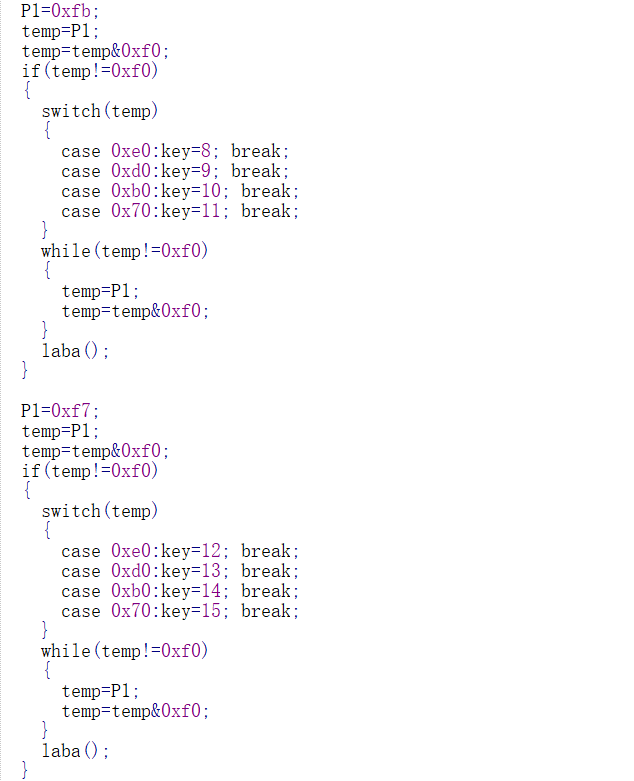 P1=0xfb;
temp=P1;
temp=temp&0xf0;
if(temp!=0xf0)
{
  switch(temp)
  {
    case 0xe0:key=8; break;
    case 0xd0:key=9; break;
    case 0xb0:key=10; break;
    case 0x70:key=11; break;
  }
  while(temp!=0xf0)
  {
    temp=P1;
    temp=temp&0xf0;
  }
  laba();
}

P1=0xf7;
temp=P1;
temp=temp&0xf0;
if(temp!=0xf0)
{
  switch(temp)
  {
    case 0xe0:key=12; break;
    case 0xd0:key=13; break;
    case 0xb0:key=14; break;
    case 0x70:key=15; break;
  }
  while(temp!=0xf0)
  {
    temp=P1;
    temp=temp&0xf0;
  }
  laba();
}